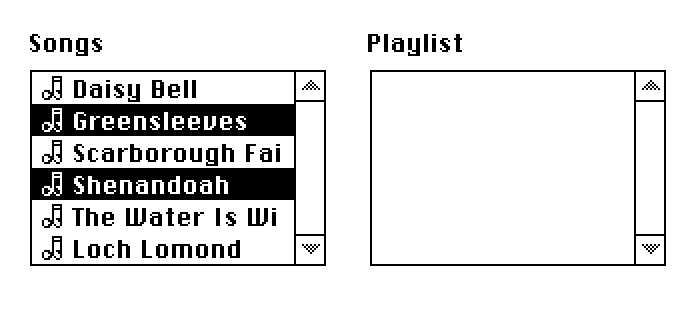 Songs
Playlist
Daisy Bell
Greensleeves
Scarborough Fai
Shenandoah
The Water Is Wi
Loch Lomond